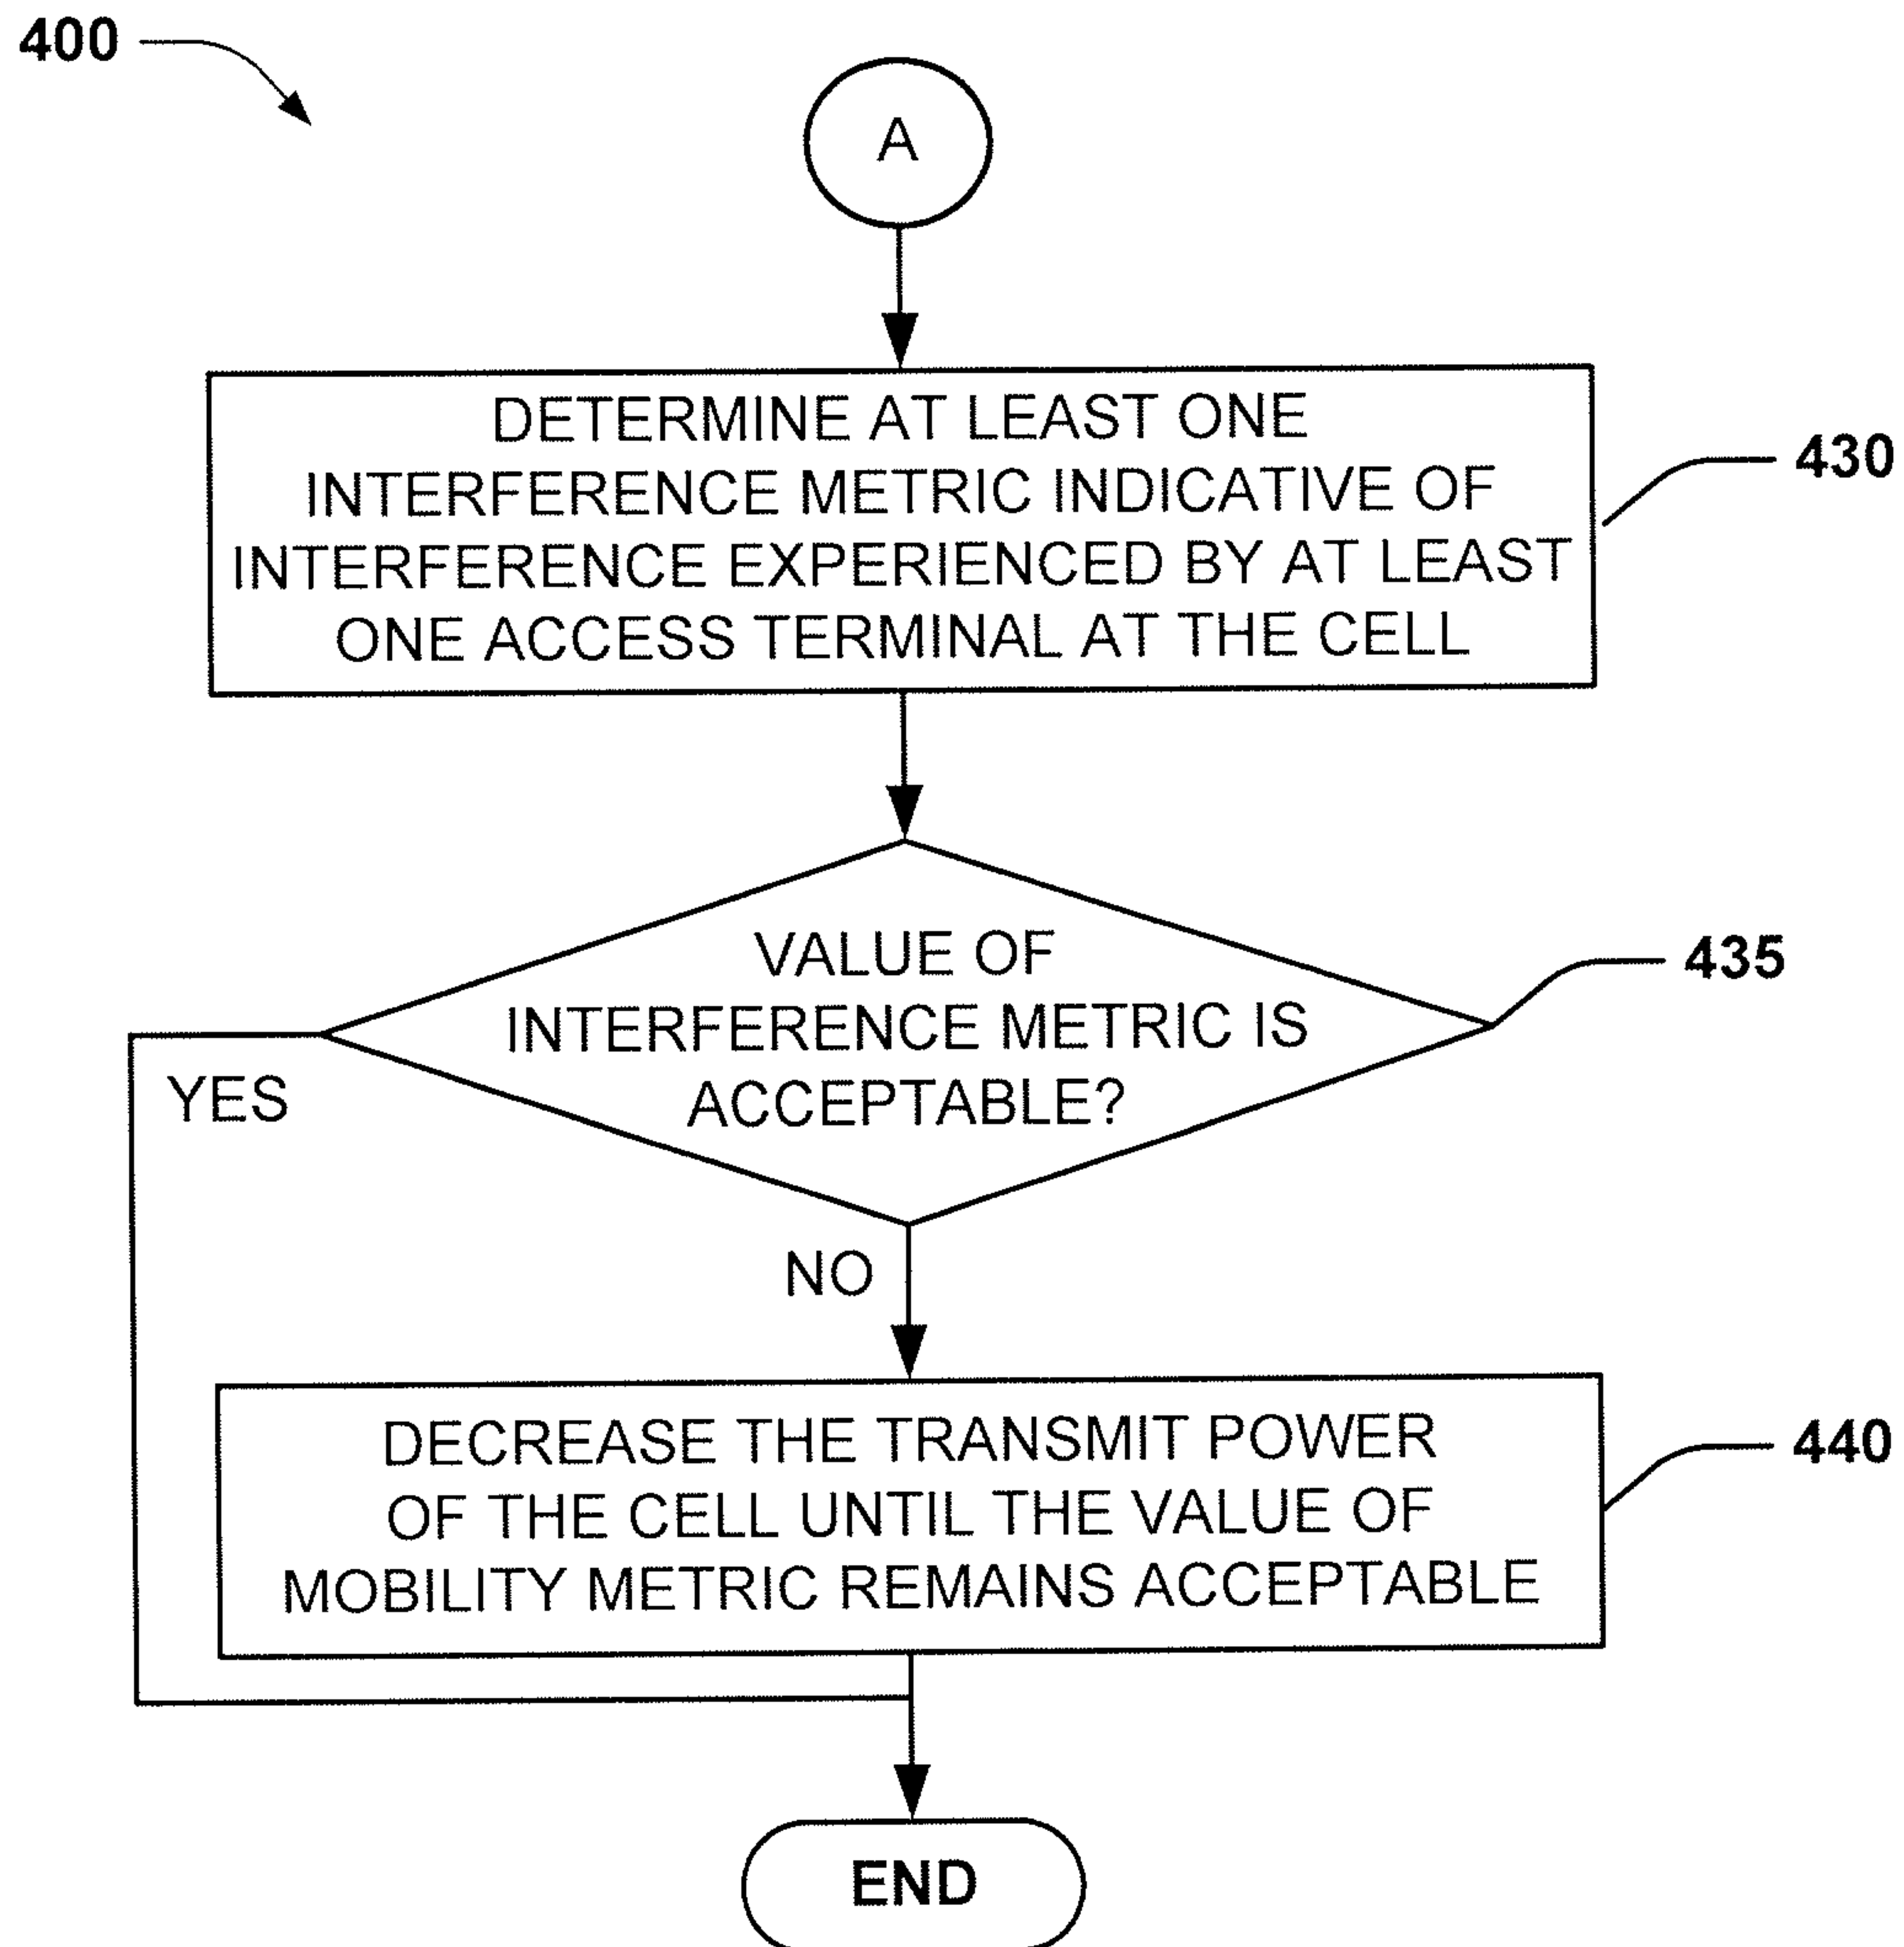 400
A
DETERMINE AT LEAST ONE
INTERFERENCE METRIC INDICATIVE OF
INTERFERENCE EXPERIENCED BY AT LEAST
ONE ACCESS TERMINAL AT THE CELL
430
VALUE OF
INTERFERENCE METRIC IS
ACCEPTABLE?
435
YES
NO
DECREASE THE TRANSMIT POWER
OF THE CELL UNTIL THE VALUE OF
MOBILITY METRIC REMAINS ACCEPTABLE
440
END